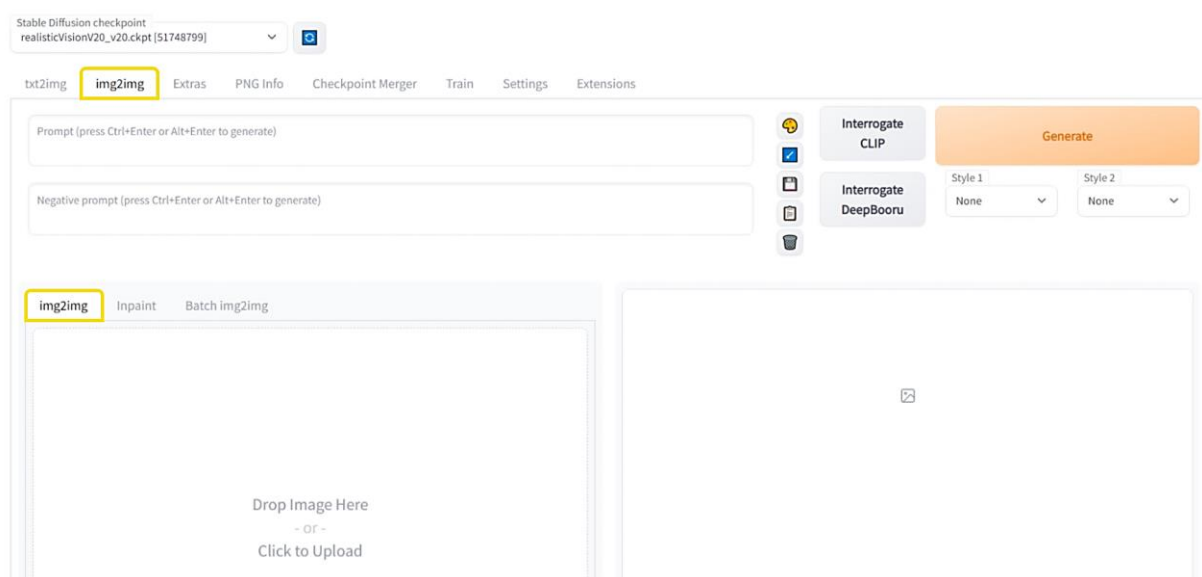 Stable Diffusion checkpoint
realisticVisionV20_v20.ckpt [51748799]
txt2img img2img Extras PNG Info Checkpoint Merger Train Settings Extensions
Prompt (press Ctrl+Enter or Alt+Enter to generate)
Interrogate
CLIP
Generate
Negative prompt (press Ctrl+Enter or Alt+Enter to generate)
Interrogate
DeepBooru
Style 1
None
Style 2
None
img2img Inpaint Batch img2img
Drop Image Here
- or -
Click to Upload